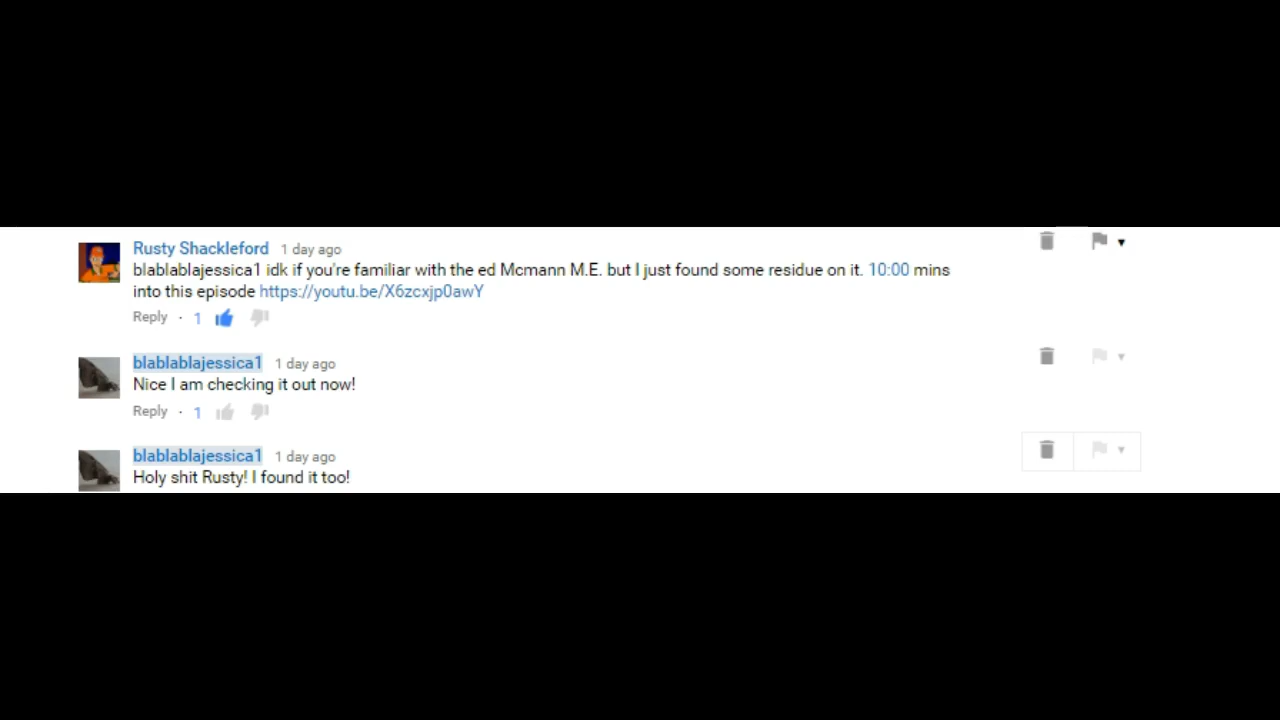 Rusty Shackleford 1 day ago
blablablajessica1 idk if you're familiar with the ed Mcmann M.E. but I just found some residue on it. 10:00 mins
into this episode https://youtu.be/X6zcxjp0awY
Reply · 1
blablablajessica1 1 day ago
Nice I am checking it out now!
Reply · 1
blablablajessica1 1 day ago
Holy shit Rusty! I found it too!